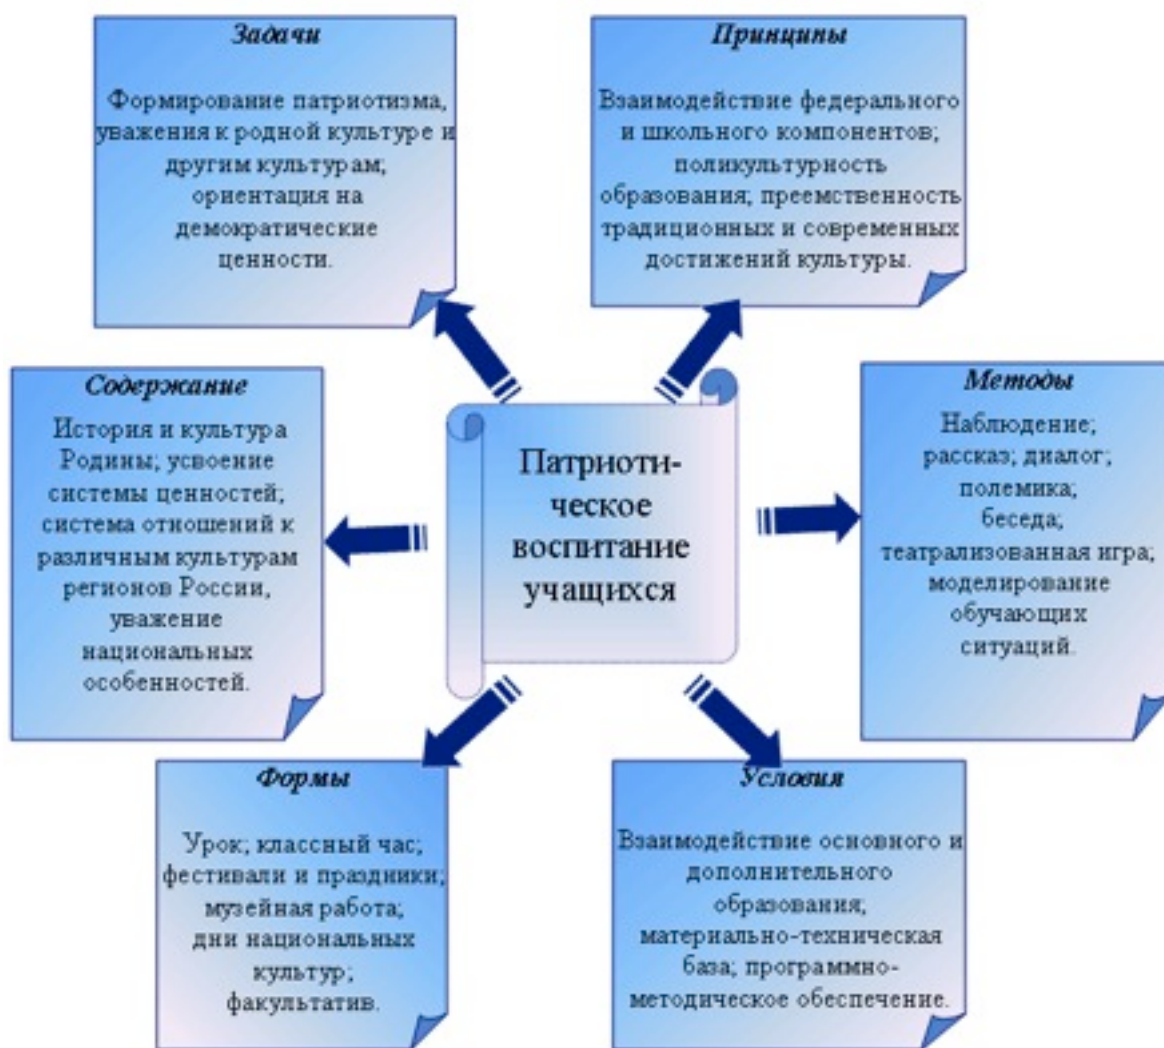 Задачи
Формирование патриотизма,
уважения к родной культуре и
другим культурам;
ориентация на
демократические
ценности.
Принципы
Взаимодействие федерального
и школьного компонентов;
поликультурность
образования; преемственность
традиционных и современных
достижений культуры.
Содержание
История и культура
Родины; усвоение
системы ценностей;
система отношений к
различным культурам
регионов России,
уважение
национальных
особенностей.
Патриоти-
ческое
воспитание
учащихся
Методы
Наблюдение;
рассказ; диалог;
полемика;
беседа;
театрализованная игра;
моделирование
обучающих
ситуаций.
Формы
Урок; классный час;
фестивали и праздники;
музейная работа;
дни национальных
культур;
факультатив.
Условия
Взаимодействие основного и
дополнительного
образования;
материально-техническая
база; программно-
методическое обеспечение.